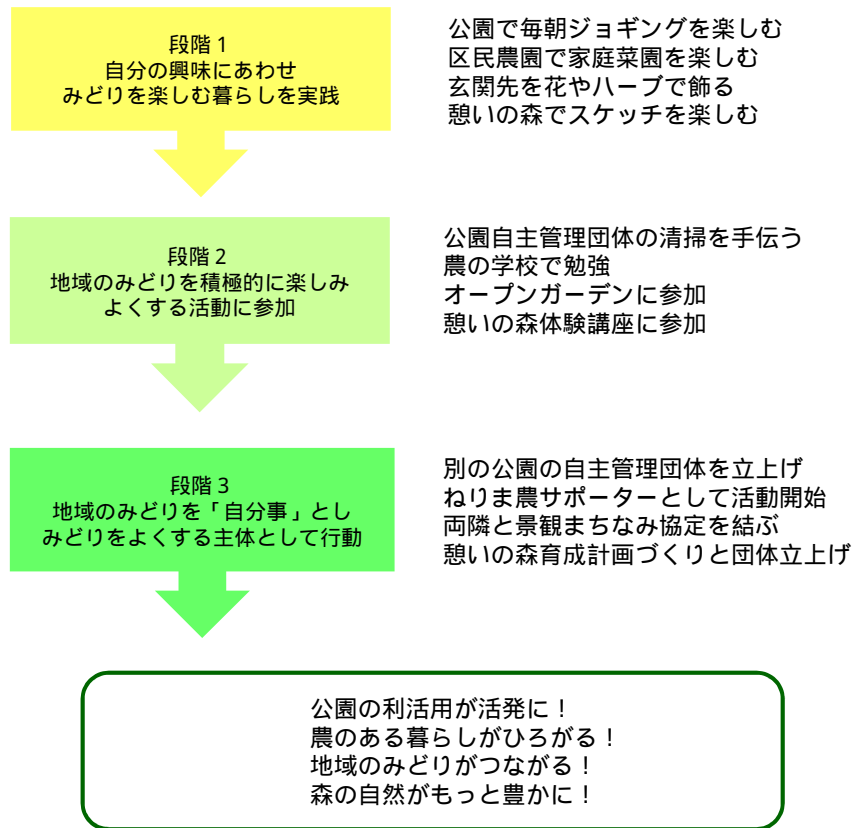 段階1
自分の興味にあわせ
みどりを楽しむ暮らしを実践
公園で毎朝ジョギングを楽しむ
区民農園で家庭菜園を楽しむ
玄関先を花やハーブで飾る
憩いの森でスケッチを楽しむ
段階2
地域のみどりを積極的に楽しみ
よくする活動に参加
公園自主管理団体の清掃を手伝う
農の学校で勉強
オープンガーデンに参加
憩いの森体験講座に参加
段階3
地域のみどりを「自分事」とし
みどりをよくする主体として行動
別の公園の自主管理団体を立上げ
ねりま農サポーターとして活動開始
両隣と景観まちなみ協定を結ぶ
憩いの森育成計画づくりと団体立上げ
公園の利活用が活発に！
農のある暮らしがひろがる！
地域のみどりがつながる！
森の自然がもっと豊かに！